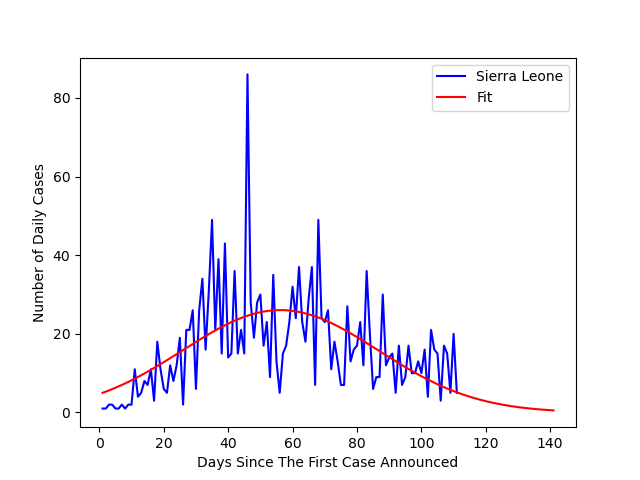 Sierra Leone
Fit
Number of Daily Cases
80
60
40
20
0
0 20 40 60 80 100 120 140
Days Since The First Case Announced